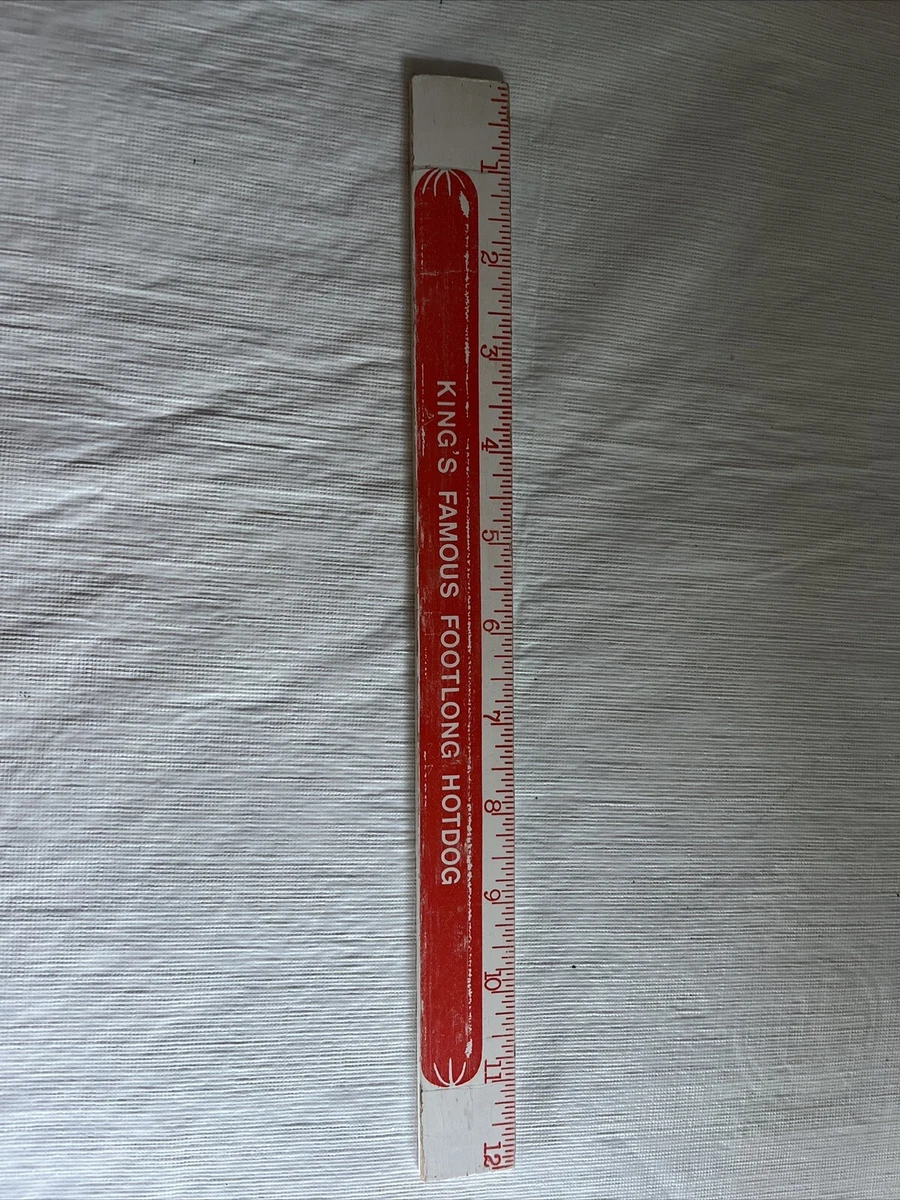 1 2 3 4 5 6 7 8 9 10 11 12
KING'S FAMOUS FOOTLONG HOTDOG